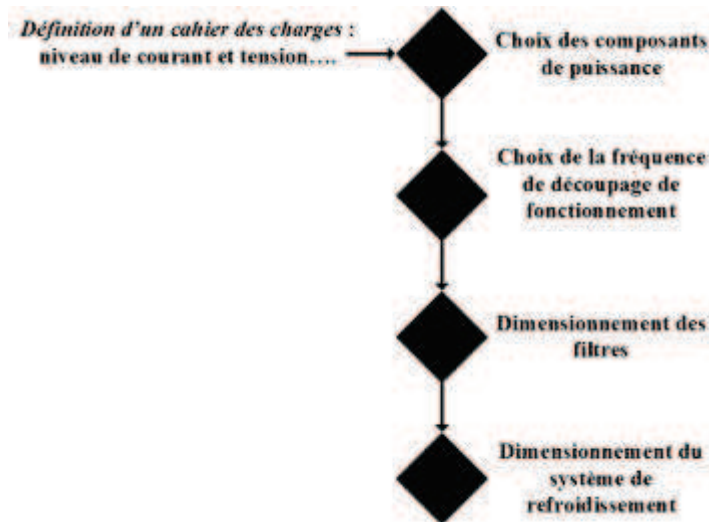 Définition d'un cahier des charges :
niveau de courant et tension….
Choix des composants
de puissance
Choix de la fréquence
de découpage de
fonctionnement
Dimensionnement des
filtres
Dimensionnement du
système de
refroidissement